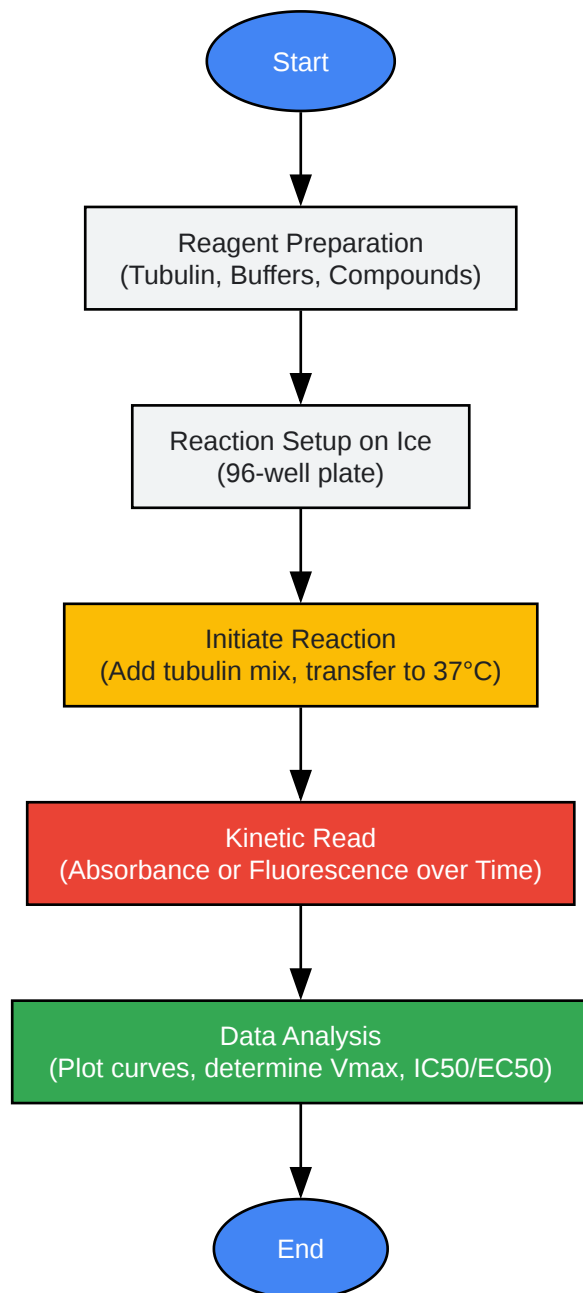 Start
Reagent Preparation
(Tubulin, Buffers, Compounds)
Reaction Setup on Ice
(96-well plate)
Initiate Reaction
(Add tubulin mix, transfer to 37°C)
Kinetic Read
(Absorbance or Fluorescence over Time)
Data Analysis
(Plot curves, determine Vmax, IC50/EC50)
End